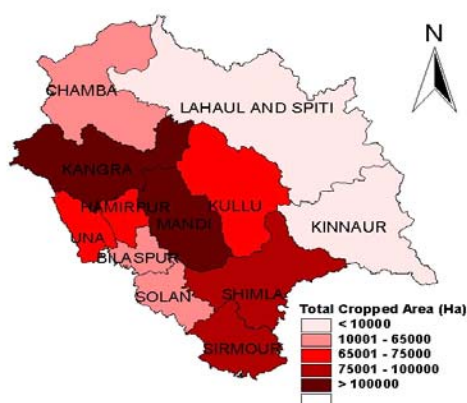 N
CHAMBA
LAHAUL AND SPITI
KANGRA
HAMIRPUR
KULLU
MANDI
UNA
KINNAUR
BILASPUR
SOLAN
SHIMLA
SIRMOUR
Total Cropped Area (Ha)
< 10000
10001 - 65000
65001 - 75000
75001 - 100000
> 100000